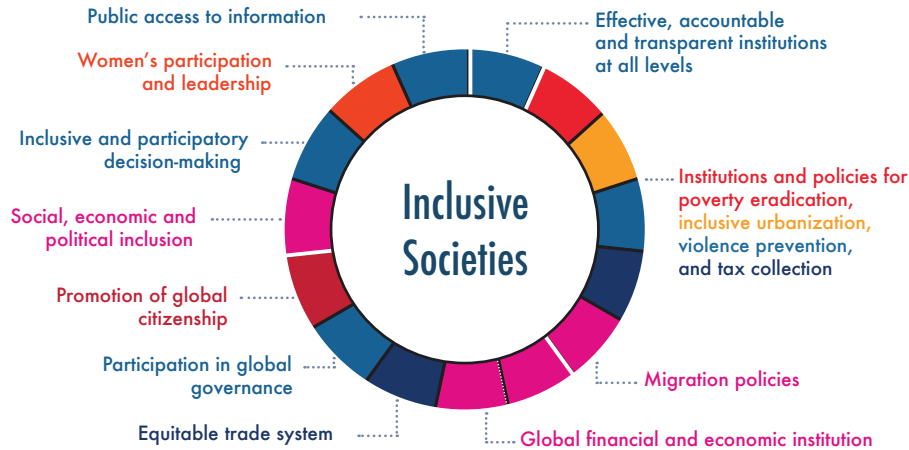 Public access to information
Effective, accountable
and transparent institutions
at all levels
Women's participation
and leadership
Inclusive and participatory
decision-making
Institutions and policies for
poverty eradication,
inclusive urbanization,
violence prevention,
and tax collection
Inclusive
Societies
Social, economic and
political inclusion
Promotion of global
citizenship
Participation in global
governance
Migration policies
Equitable trade system
Global financial and economic institution